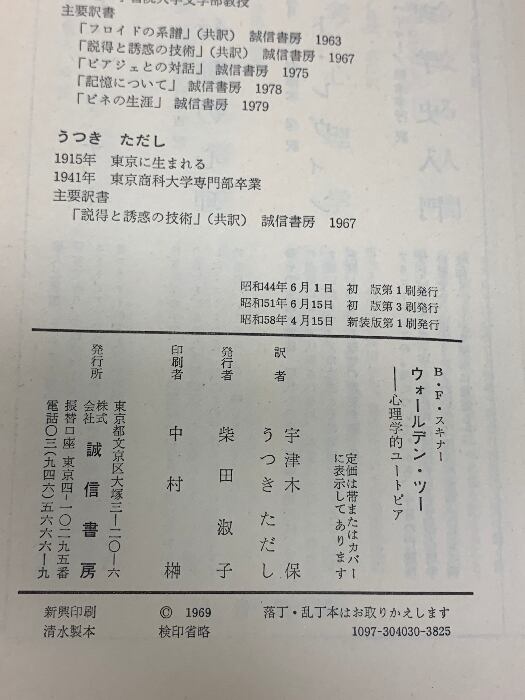 学文学部教授
主要訳書
「フロイドの系譜」(共訳) 誠信書房 1963
「説得と誘惑の技術」(共訳) 誠信書房 1967
「ピアジェとの対話」誠信書房 1975
「記憶について」誠信書房 1978
「ビネの生涯」誠信書房 1979
うつき ただし
1915年 東京に生まれる
1941年 東京商科大学専門部卒業
主要訳書
「説得と誘惑の技術」(共訳) 誠信書房 1967
昭和44年6月1日 初 版第1刷発行
昭和51年6月15日 初 版第3刷発行
昭和58年4月15日 新装版第1刷発行
B・F・スキナー
ウォールデン・ツー
――心理学的ユートピア
定価は帯またはカバー
に表示してあります
訳者 宇津木 保
うつき ただし
発行者 柴田淑子
印刷者 中村 榊
発行所 株式会社 誠信書房
東京都文京区大塚三―二〇―六
電話〇三(九四六)五六六六―九
振替口座 東京四―一〇二九五番
新興印刷 © 1969 落丁・乱丁本はお取りかえします
清水製本 検印省略 1097-304030-3825